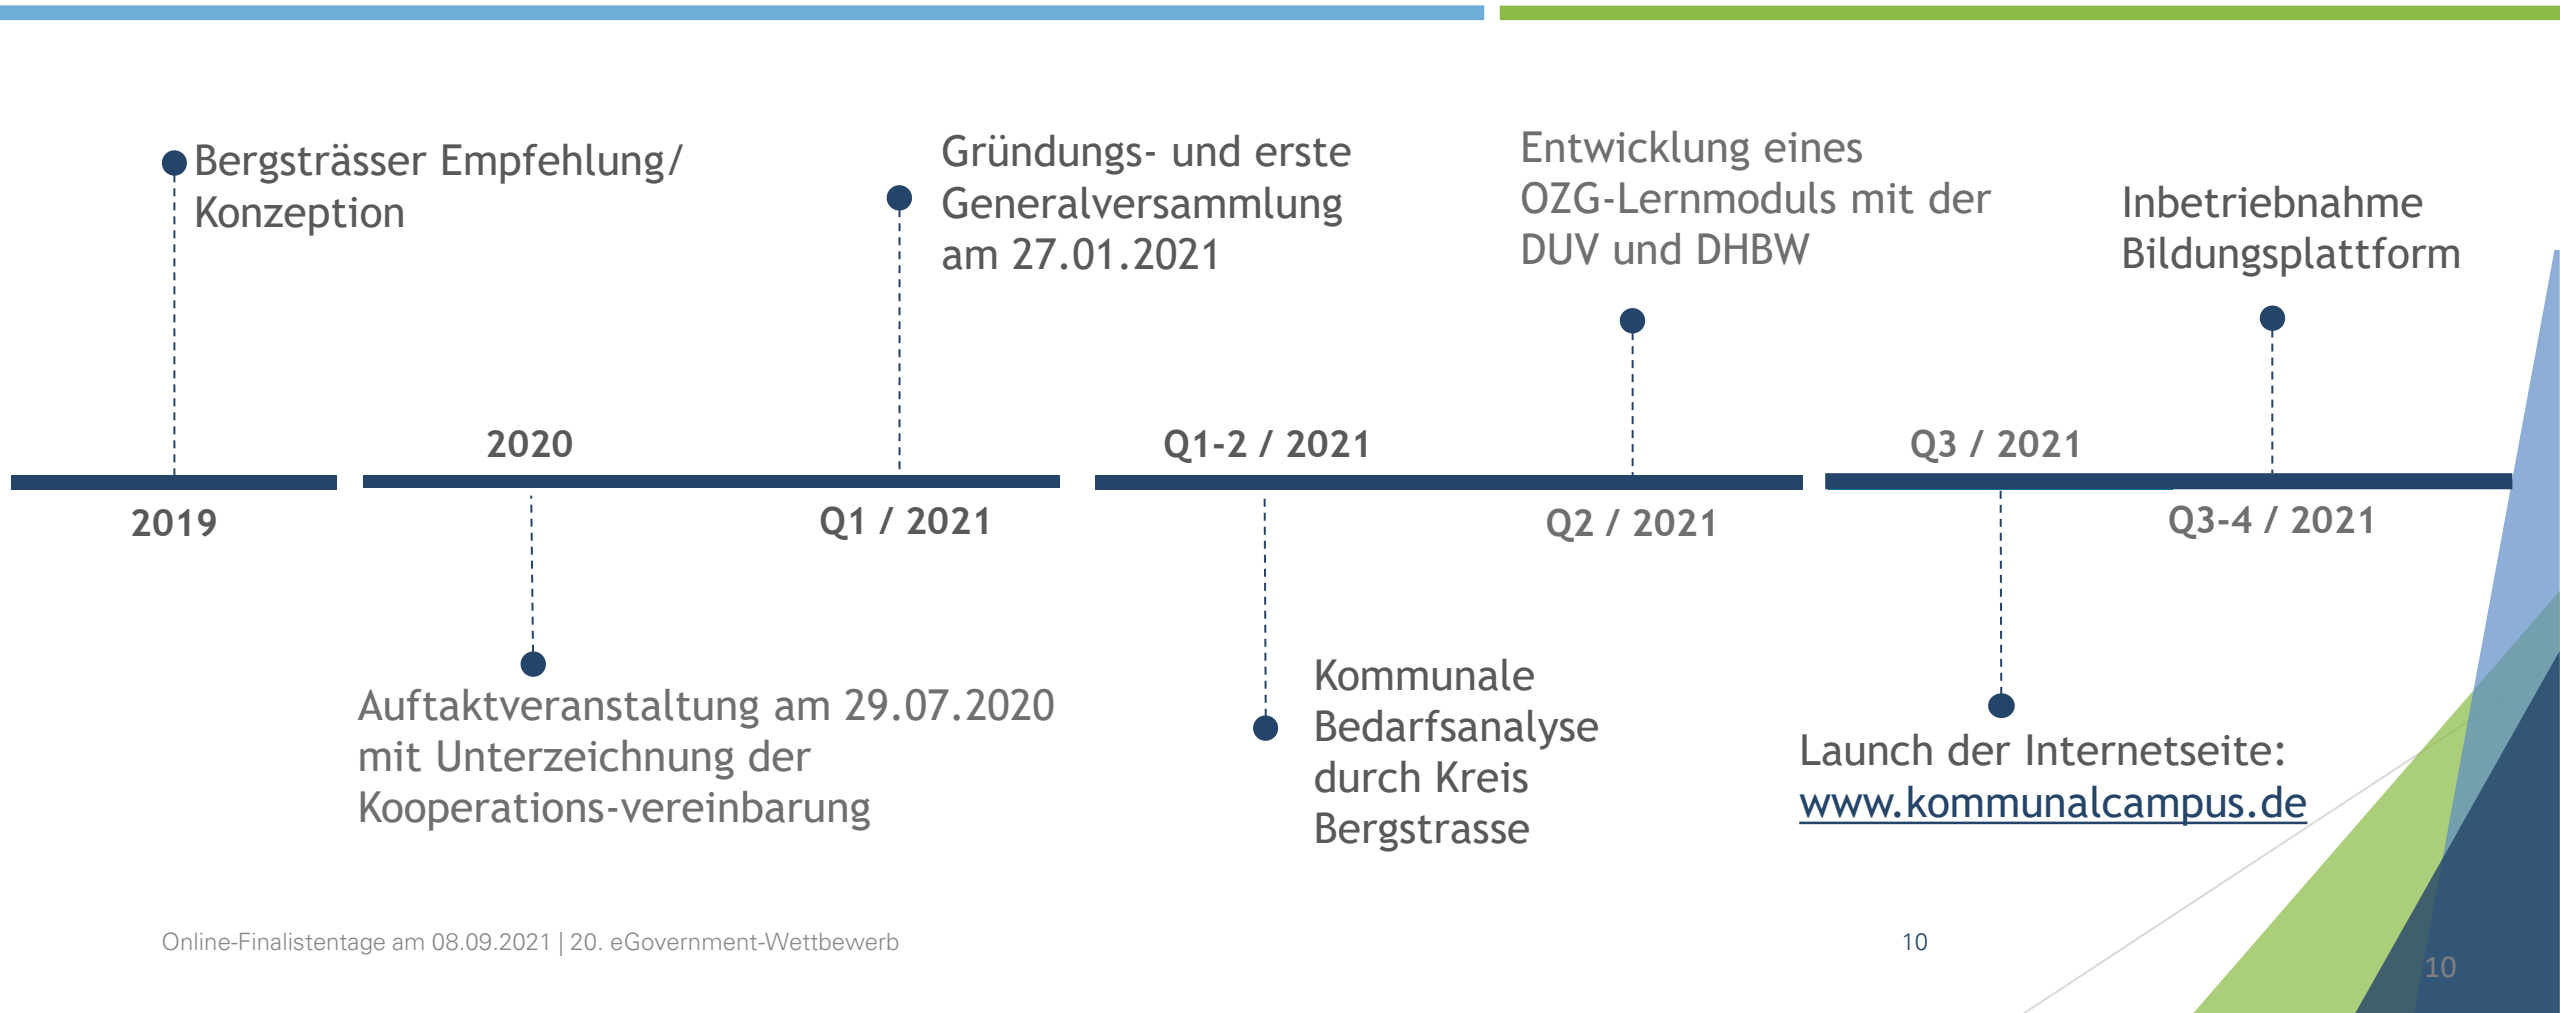 Bergsträsser Empfehlung/
Konzeption
Gründungs- und erste
Generalversammlung
am 27.01.2021
Entwicklung eines
OZG-Lernmoduls mit der
DUV und DHBW
Inbetriebnahme
Bildungsplattform
2020
Q1-2 / 2021
Q3 / 2021
2019
Q1 / 2021
Q2 / 2021
Q3-4 / 2021
Auftaktveranstaltung am 29.07.2020
mit Unterzeichnung der
Kooperations-vereinbarung
Kommunale
Bedarfsanalyse
durch Kreis
Bergstrasse
Launch der Internetseite:
www.kommunalcampus.de
Online-Finalistentage am 08.09.2021 | 20. eGovernment-Wettbewerb
10
10